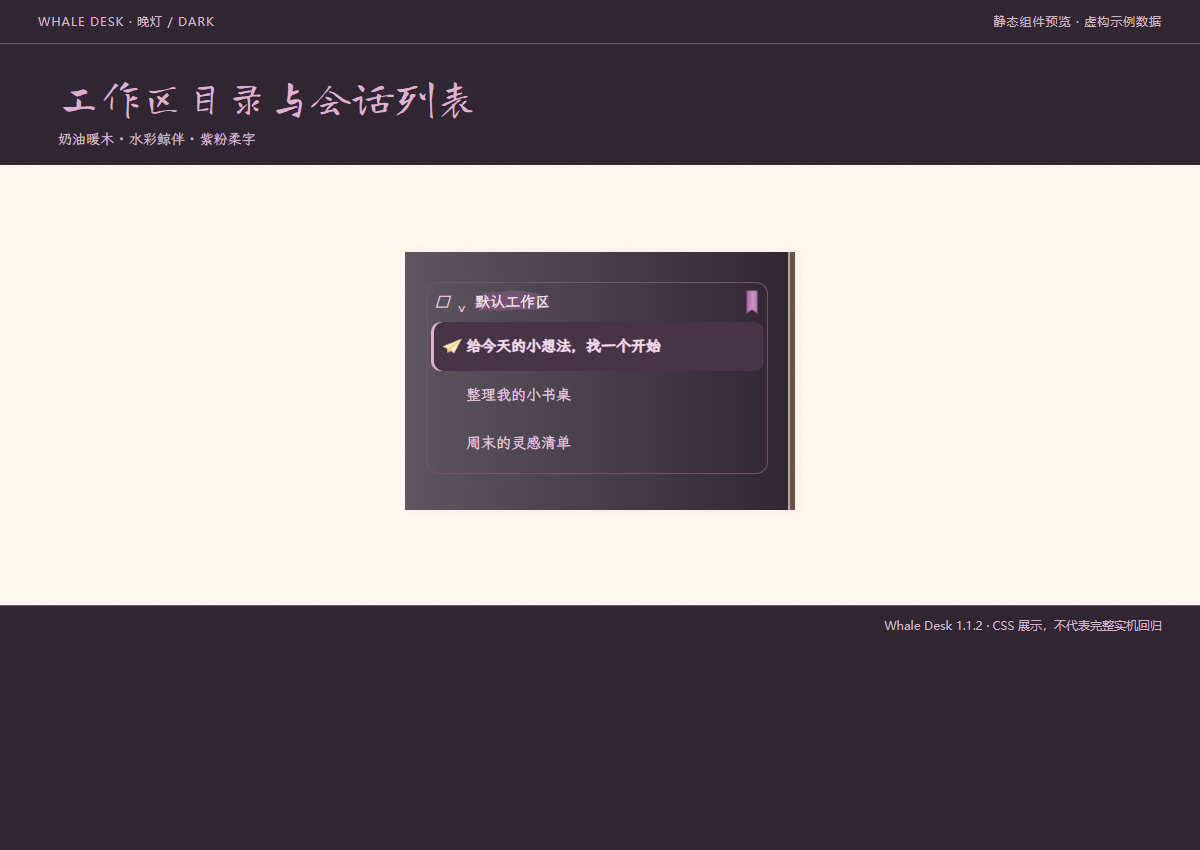 WHALE DESK · 晚灯 / DARK
静态组件预览 · 虚构示例数据
工作区目录与会话列表
奶油暖木 · 水彩鲸伴 · 紫粉柔字
默认工作区
给今天的小想法，找一个开始
整理我的小书桌
周末的灵感清单
Whale Desk 1.1.2 · CSS 展示，不代表完整实机回归